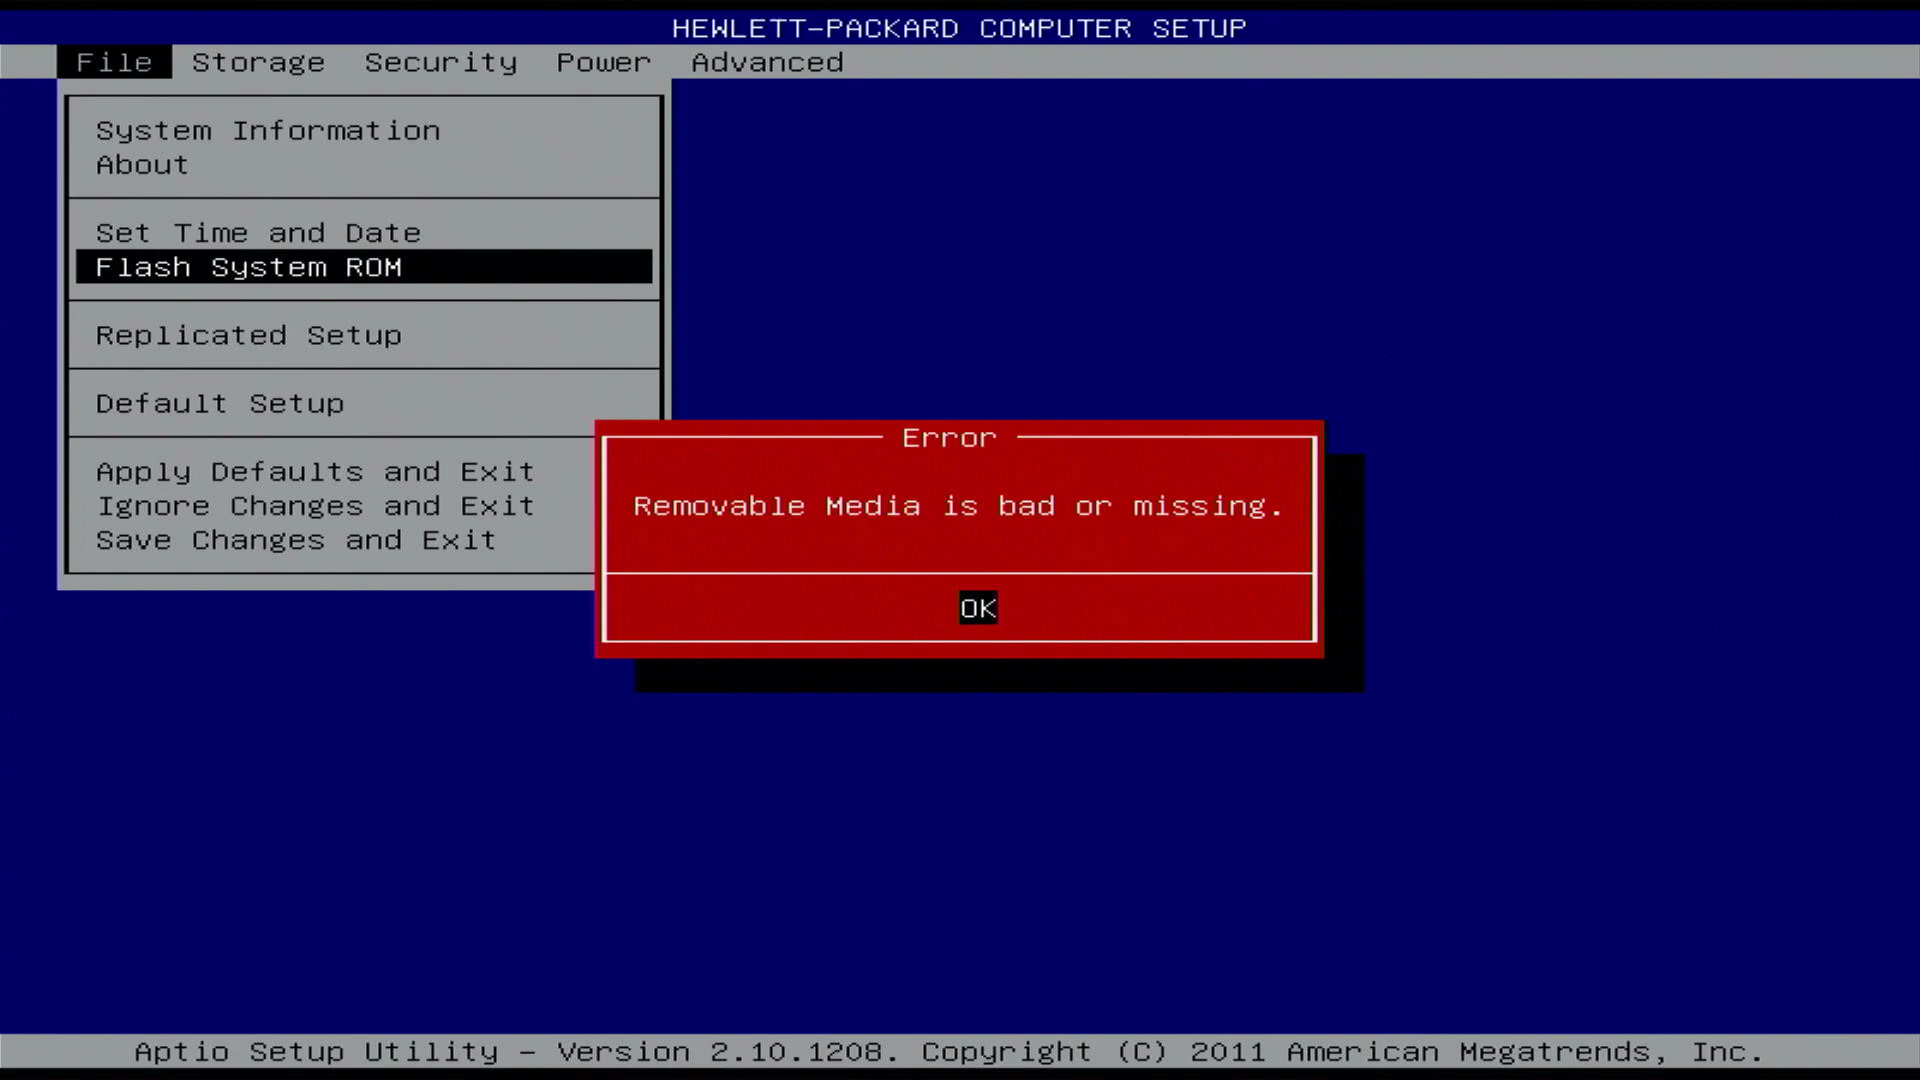 HEWLETT-PACKARD COMPUTER SETUP
File Storage Security Power Advanced
System Information
About
Set Time and Date
Flash System ROM
Replicated Setup
Default Setup
Apply Defaults and Exit
Ignore Changes and Exit
Save Changes and Exit
Error
Removable Media is bad or missing.
OK
Aptio Setup Utility - Version 2.10.1208. Copyright (C) 2011 American Megatrends, Inc.